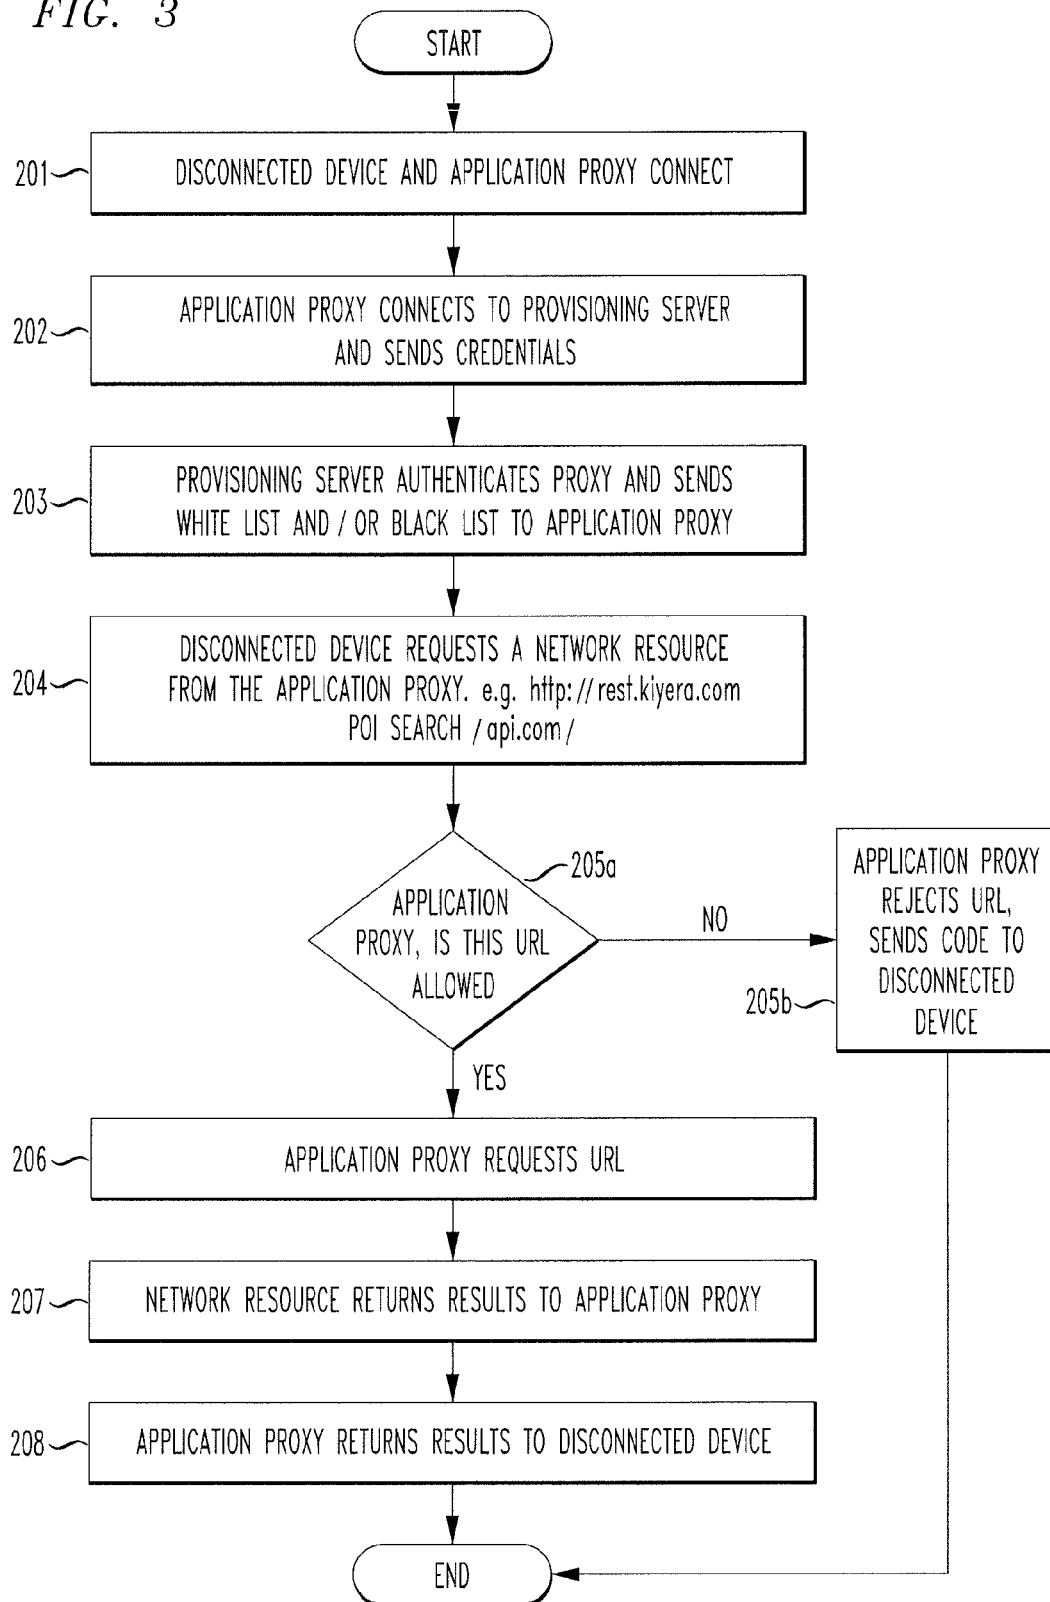 FIG. 3
START
201
DISCONNECTED DEVICE AND APPLICATION PROXY CONNECT
202
APPLICATION PROXY CONNECTS TO PROVISIONING SERVER
AND SENDS CREDENTIALS
203
PROVISIONING SERVER AUTHENTICATES PROXY AND SENDS
WHITE LIST AND / OR BLACK LIST TO APPLICATION PROXY
204
DISCONNECTED DEVICE REQUESTS A NETWORK RESOURCE
FROM THE APPLICATION PROXY. e.g. http://rest.kiyera.com
POI SEARCH /api.com/
205a
APPLICATION
PROXY, IS THIS URL
ALLOWED
NO
205b
APPLICATION PROXY
REJECTS URL,
SENDS CODE TO
DISCONNECTED
DEVICE
YES
206
APPLICATION PROXY REQUESTS URL
207
NETWORK RESOURCE RETURNS RESULTS TO APPLICATION PROXY
208
APPLICATION PROXY RETURNS RESULTS TO DISCONNECTED DEVICE
END